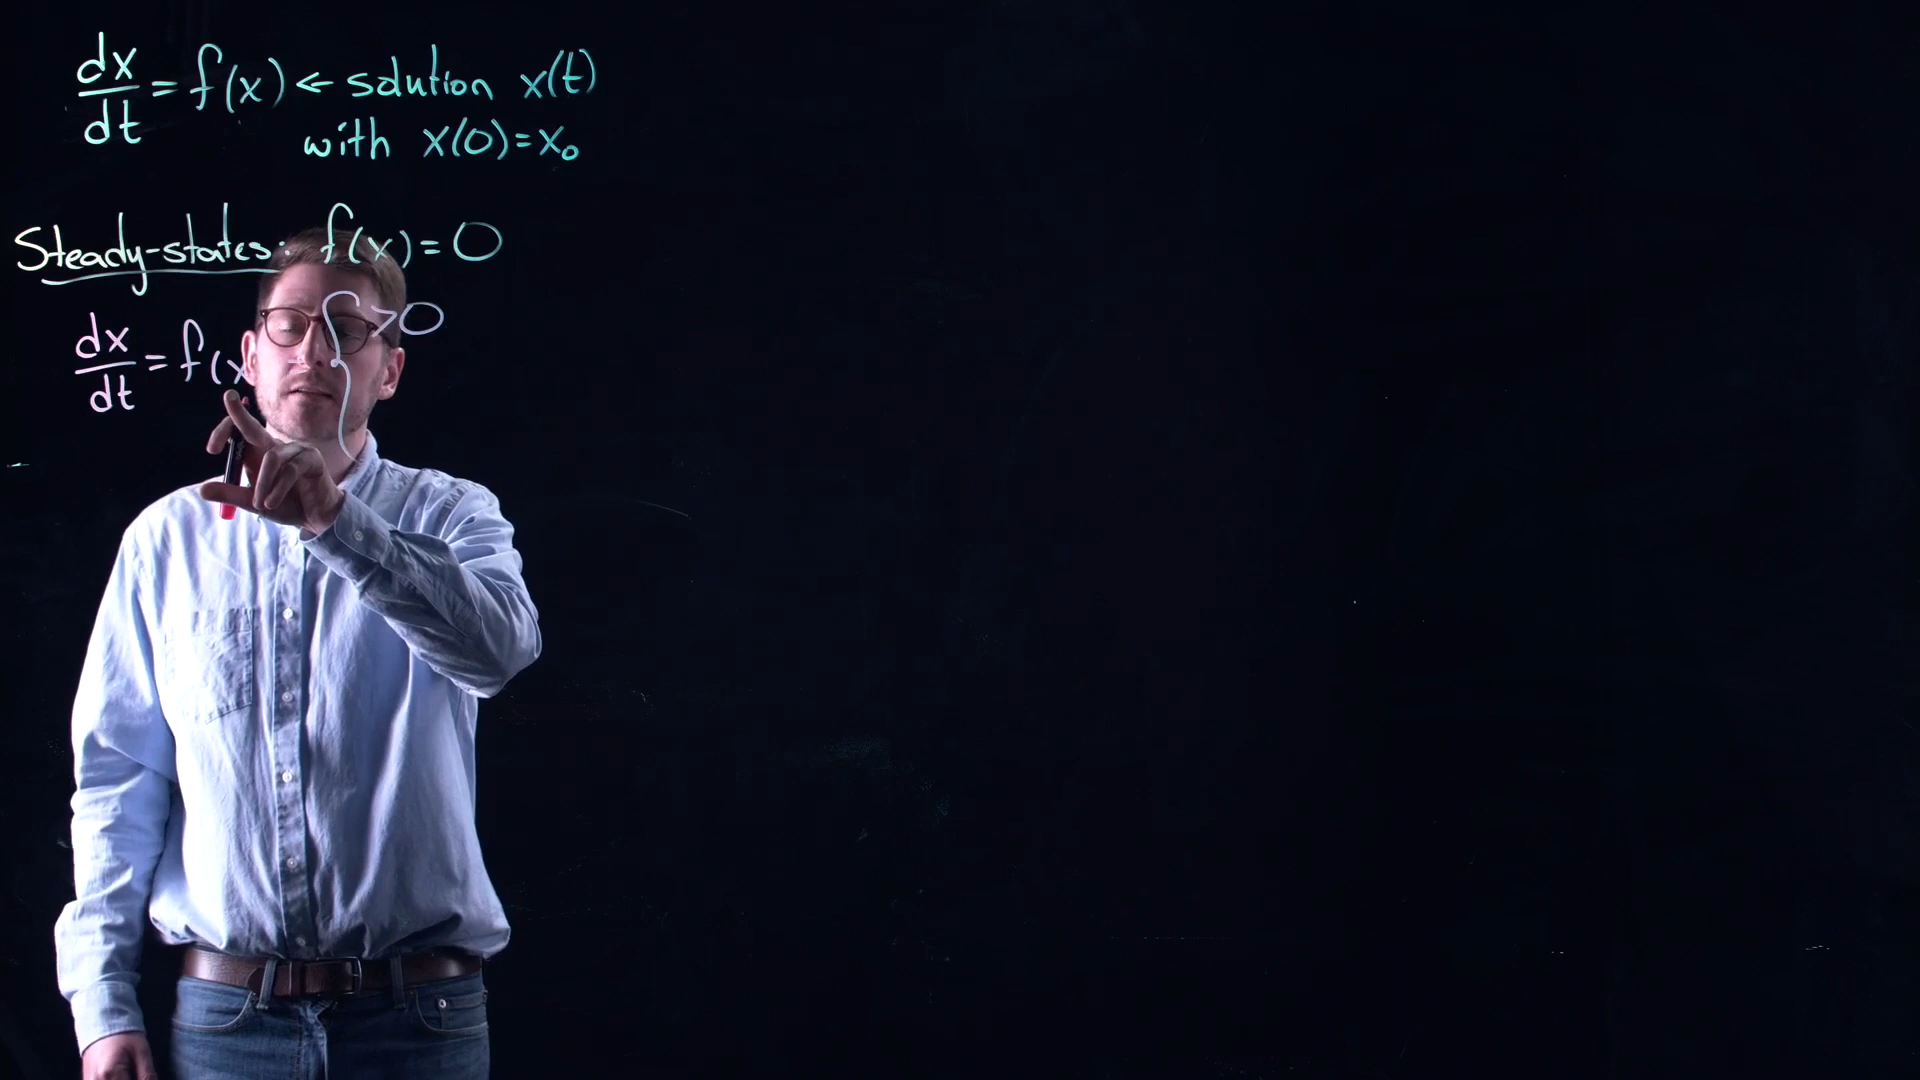 dx/dt = f(x) ← solution x(t)
with x(0)=x₀
Steady-states: f(x)=0
dx/dt = f(x = { >0